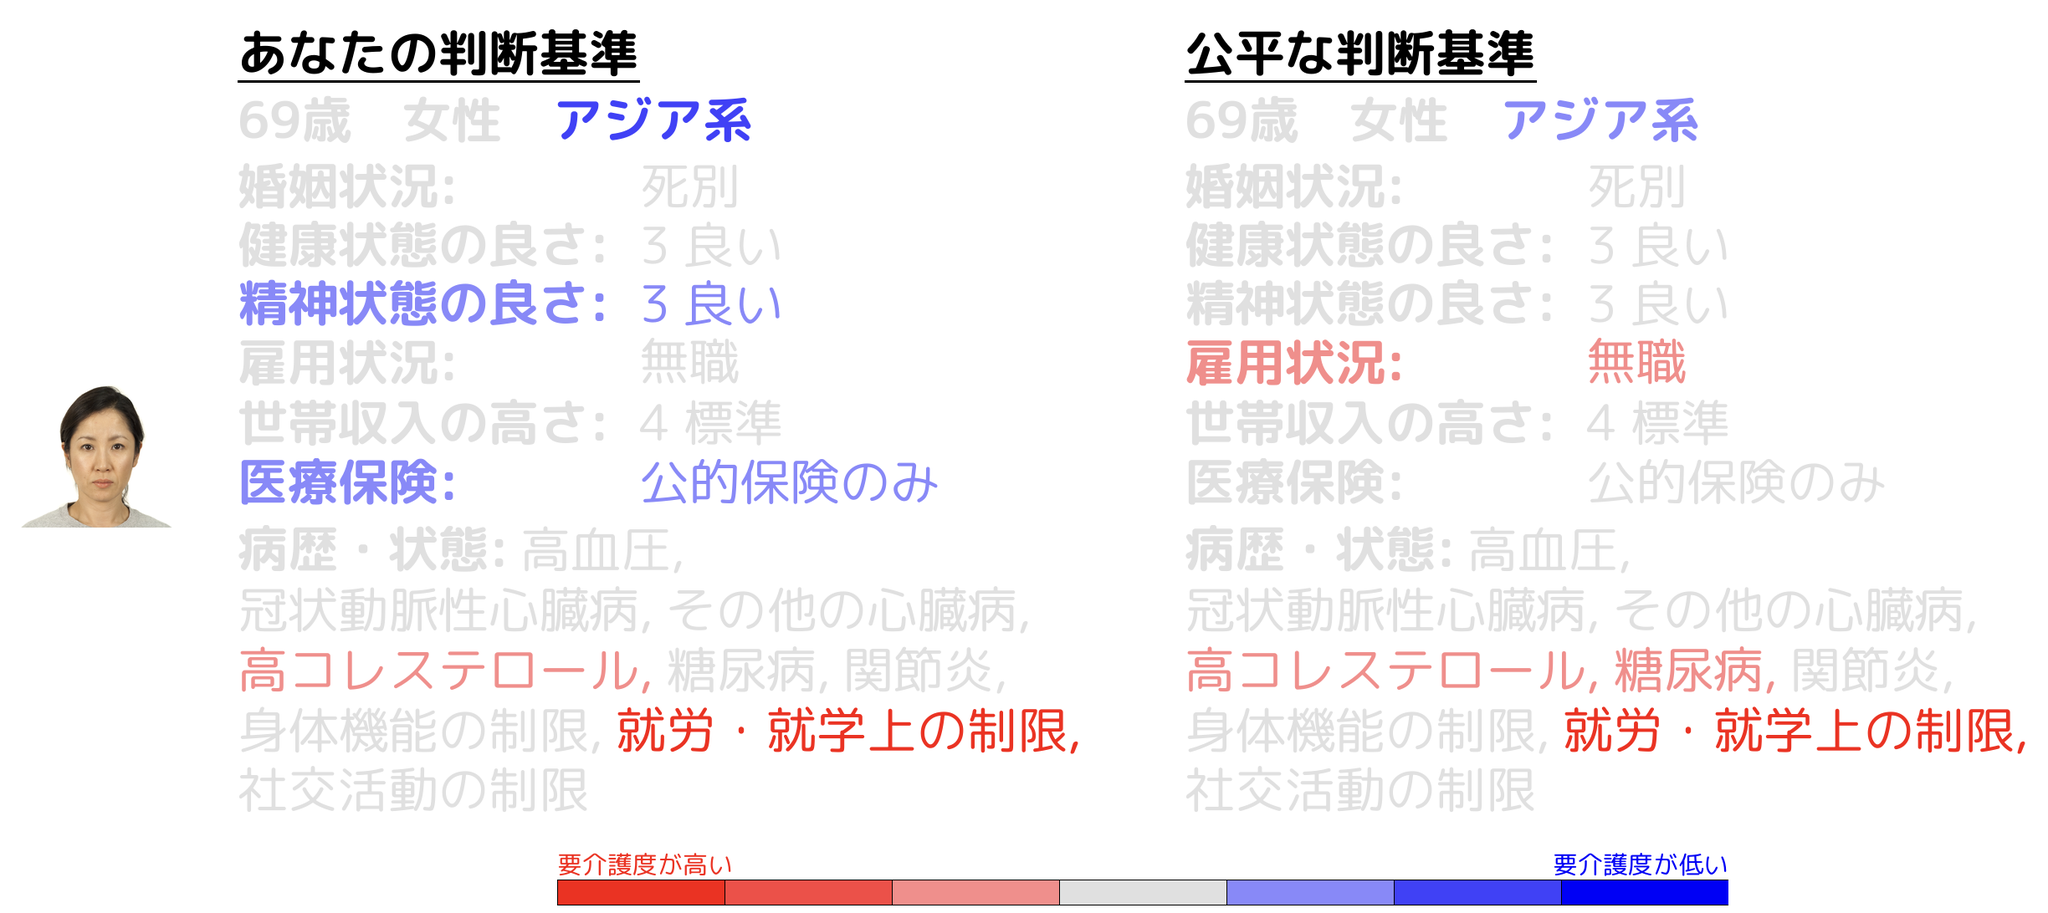 あなたの判断基準
69歳 女性 アジア系
婚姻状況: 死別
健康状態の良さ: 3 良い
精神状態の良さ: 3 良い
雇用状況: 無職
世帯収入の高さ: 4 標準
医療保険: 公的保険のみ
病歴・状態: 高血圧,
冠状動脈性心臓病, その他の心臓病,
高コレステロール, 糖尿病, 関節炎,
身体機能の制限, 就労・就学上の制限,
社交活動の制限
公平な判断基準
69歳 女性 アジア系
婚姻状況: 死別
健康状態の良さ: 3 良い
精神状態の良さ: 3 良い
雇用状況: 無職
世帯収入の高さ: 4 標準
医療保険: 公的保険のみ
病歴・状態: 高血圧,
冠状動脈性心臓病, その他の心臓病,
高コレステロール, 糖尿病, 関節炎,
身体機能の制限, 就労・就学上の制限,
社交活動の制限
要介護度が高い
要介護度が低い